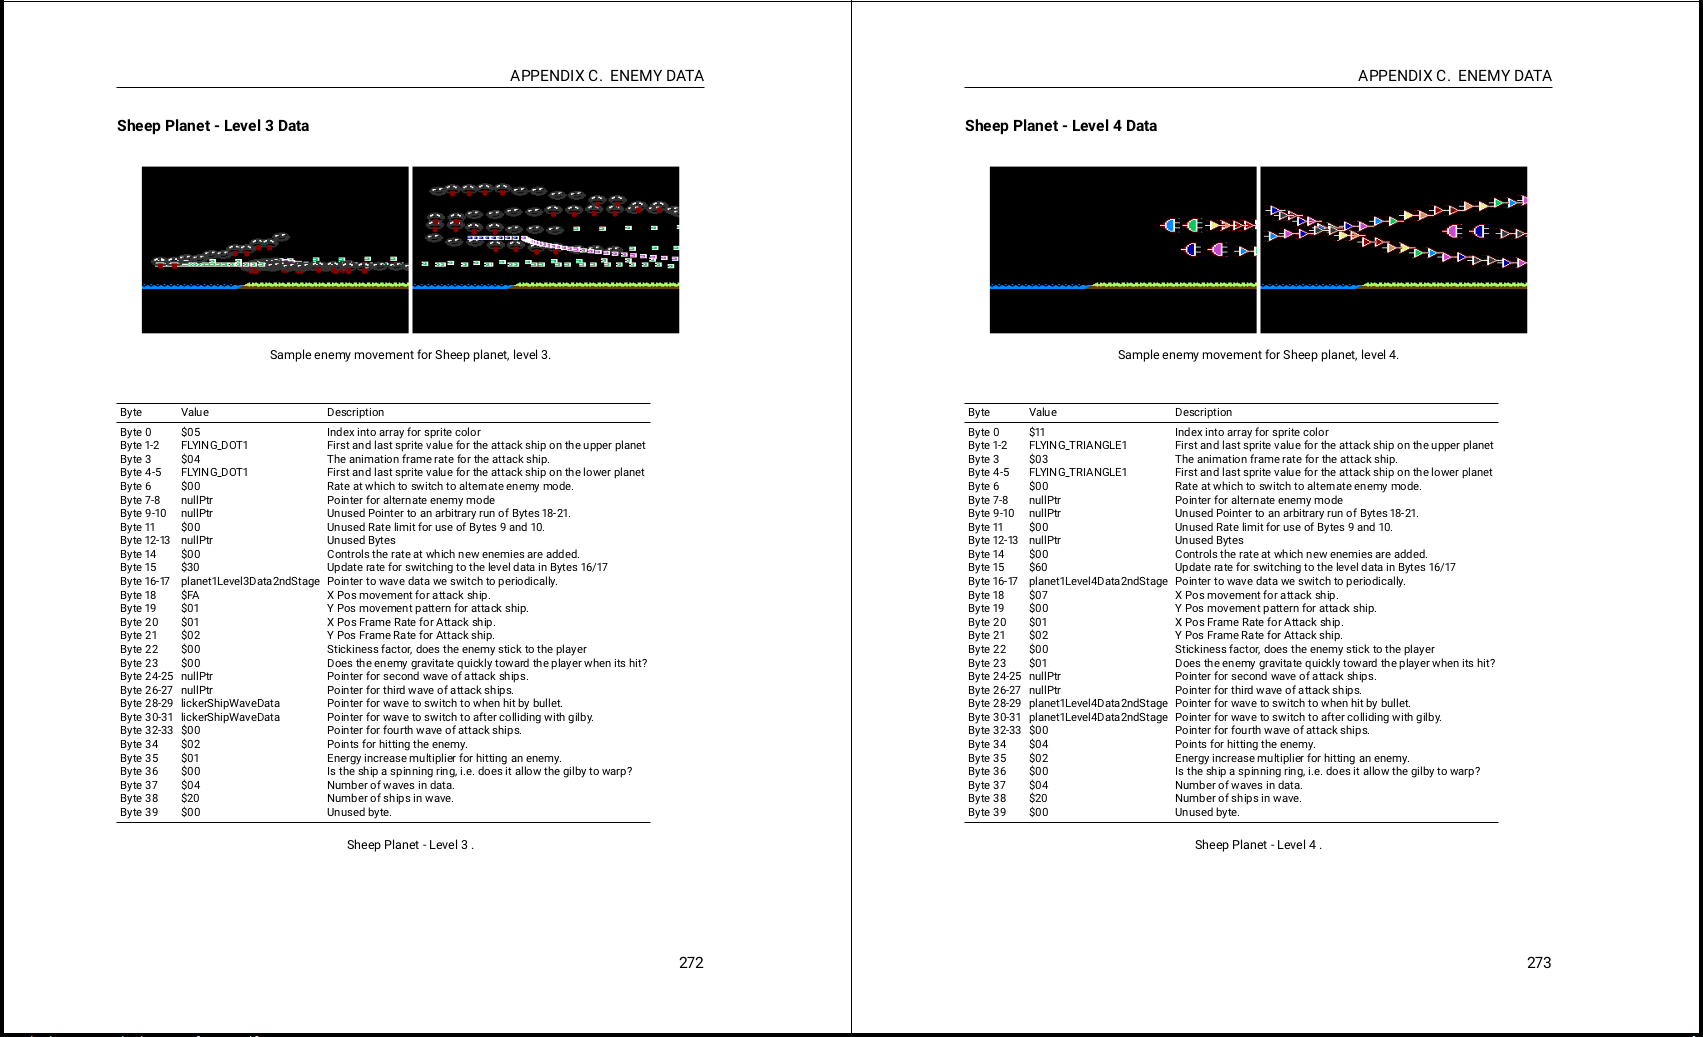 APPENDIX C. ENEMY DATA
Sheep Planet - Level 3 Data
Sample enemy movement for Sheep planet, level 3.
Byte Value Description
Byte 0 $05 Index into array for sprite color
Byte 1-2 FLYING_DOT1 First and last sprite value for the attack ship on the upper planet
Byte 3 $04 The animation frame rate for the attack ship.
Byte 4-5 FLYING_DOT1 First and last sprite value for the attack ship on the lower planet
Byte 6 $00 Rate at which to switch to alternate enemy mode.
Byte 7-8 nullPtr Pointer for alternate enemy mode
Byte 9-10 nullPtr Unused Pointer to an arbitrary run of Bytes 18-21.
Byte 11 $00 Unused Rate limit for use of Bytes 9 and 10.
Byte 12-13 nullPtr Unused Bytes
Byte 14 $00 Controls the rate at which new enemies are added.
Byte 15 $30 Update rate for switching to the level data in Bytes 16/17
Byte 16-17 planet1Level3Data2ndStage Pointer to wave data we switch to periodically.
Byte 18 $FA X Pos movement for attack ship.
Byte 19 $01 Y Pos movement pattern for attack ship.
Byte 20 $01 X Pos Frame Rate for Attack ship.
Byte 21 $02 Y Pos Frame Rate for Attack ship.
Byte 22 $00 Stickiness factor, does the enemy stick to the player
Byte 23 $00 Does the enemy gravitate quickly toward the player when its hit?
Byte 24-25 nullPtr Pointer for second wave of attack ships.
Byte 26-27 nullPtr Pointer for third wave of attack ships.
Byte 28-29 lickerShipWaveData Pointer for wave to switch to when hit by bullet.
Byte 30-31 lickerShipWaveData Pointer for wave to switch to after colliding with gilby.
Byte 32-33 $00 Pointer for fourth wave of attack ships.
Byte 34 $02 Points for hitting the enemy.
Byte 35 $01 Energy increase multiplier for hitting an enemy.
Byte 36 $00 Is the ship a spinning ring, i.e. does it allow the gilby to warp?
Byte 37 $04 Number of waves in data.
Byte 38 $20 Number of ships in wave.
Byte 39 $00 Unused byte.
Sheep Planet - Level 3 .
272
APPENDIX C. ENEMY DATA
Sheep Planet - Level 4 Data
Sample enemy movement for Sheep planet, level 4.
Byte Value Description
Byte 0 $11 Index into array for sprite color
Byte 1-2 FLYING_TRIANGLE1 First and last sprite value for the attack ship on the upper planet
Byte 3 $03 The animation frame rate for the attack ship.
Byte 4-5 FLYING_TRIANGLE1 First and last sprite value for the attack ship on the lower planet
Byte 6 $00 Rate at which to switch to alternate enemy mode.
Byte 7-8 nullPtr Pointer for alternate enemy mode
Byte 9-10 nullPtr Unused Pointer to an arbitrary run of Bytes 18-21.
Byte 11 $00 Unused Rate limit for use of Bytes 9 and 10.
Byte 12-13 nullPtr Unused Bytes
Byte 14 $00 Controls the rate at which new enemies are added.
Byte 15 $60 Update rate for switching to the level data in Bytes 16/17
Byte 16-17 planet1Level4Data2ndStage Pointer to wave data we switch to periodically.
Byte 18 $07 X Pos movement for attack ship.
Byte 19 $00 Y Pos movement pattern for attack ship.
Byte 20 $01 X Pos Frame Rate for Attack ship.
Byte 21 $02 Y Pos Frame Rate for Attack ship.
Byte 22 $00 Stickiness factor, does the enemy stick to the player
Byte 23 $01 Does the enemy gravitate quickly toward the player when its hit?
Byte 24-25 nullPtr Pointer for second wave of attack ships.
Byte 26-27 nullPtr Pointer for third wave of attack ships.
Byte 28-29 planet1Level4Data2ndStage Pointer for wave to switch to when hit by bullet.
Byte 30-31 planet1Level4Data2ndStage Pointer for wave to switch to after colliding with gilby.
Byte 32-33 $00 Pointer for fourth wave of attack ships.
Byte 34 $04 Points for hitting the enemy.
Byte 35 $02 Energy increase multiplier for hitting an enemy.
Byte 36 $00 Is the ship a spinning ring, i.e. does it allow the gilby to warp?
Byte 37 $04 Number of waves in data.
Byte 38 $20 Number of ships in wave.
Byte 39 $00 Unused byte.
Sheep Planet - Level 4 .
273